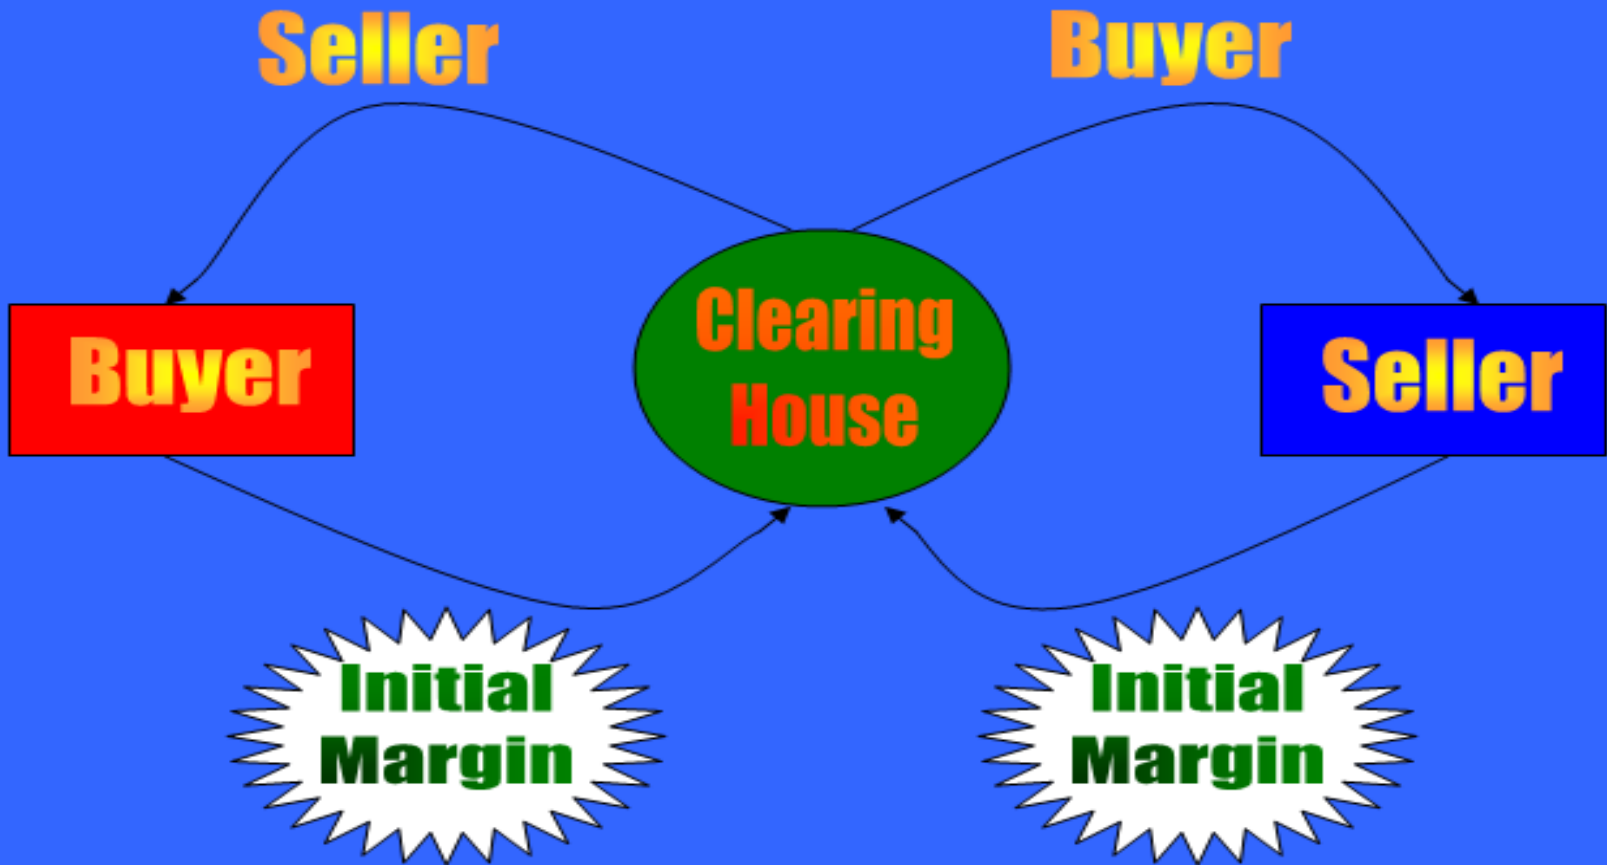 Seller
Buyer
Buyer
Clearing
House
Seller
Initial
Margin
Initial
Margin